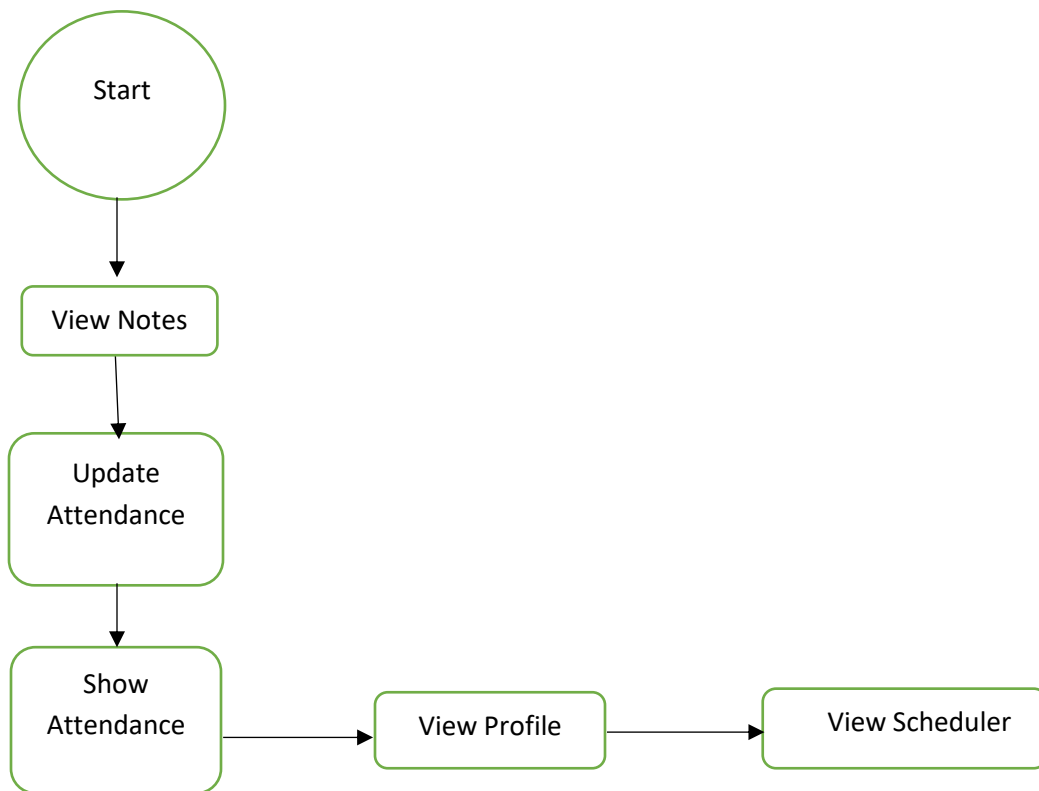 Start
View Notes
Update
Attendance
Show
Attendance
View Profile
View Scheduler